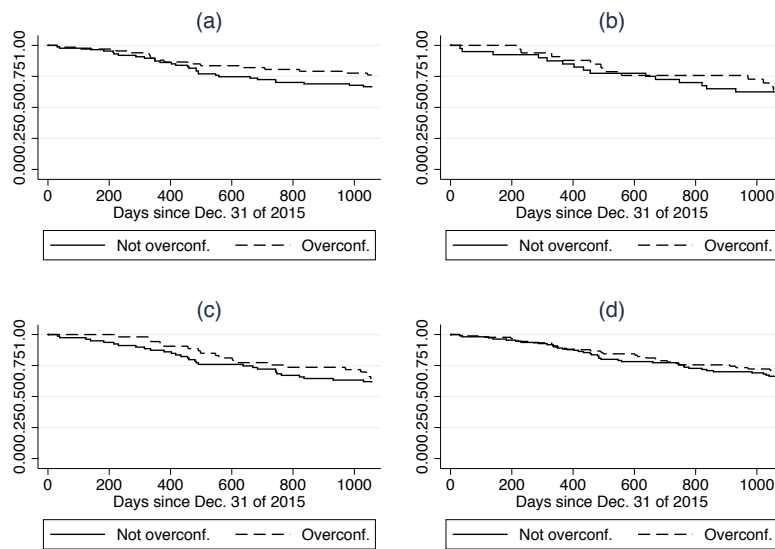 (a)
0.000.250.500.751.00
0 200 400 600 800 1000
Days since Dec. 31 of 2015
Not overconf. Overconf.
(b)
0.000.250.500.751.00
0 200 400 600 800 1000
Days since Dec. 31 of 2015
Not overconf. Overconf.
(c)
0.000.250.500.751.00
0 200 400 600 800 1000
Days since Dec. 31 of 2015
Not overconf. Overconf.
(d)
0.000.250.500.751.00
0 200 400 600 800 1000
Days since Dec. 31 of 2015
Not overconf. Overconf.